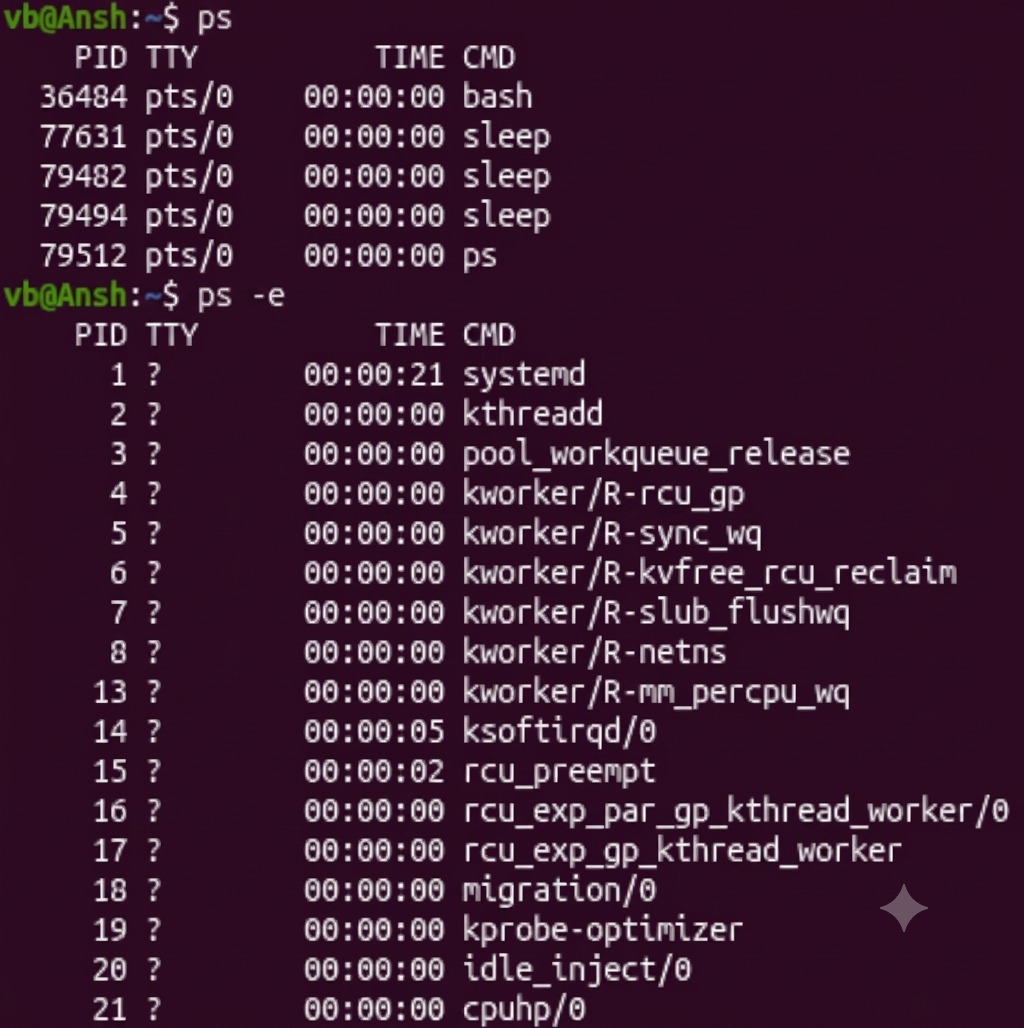 vb@Ansh:~$ ps
    PID TTY          TIME CMD
  36484 pts/0    00:00:00 bash
  77631 pts/0    00:00:00 sleep
  79482 pts/0    00:00:00 sleep
  79494 pts/0    00:00:00 sleep
  79512 pts/0    00:00:00 ps
vb@Ansh:~$ ps -e
    PID TTY          TIME CMD
      1 ?        00:00:21 systemd
      2 ?        00:00:00 kthreadd
      3 ?        00:00:00 pool_workqueue_release
      4 ?        00:00:00 kworker/R-rcu_gp
      5 ?        00:00:00 kworker/R-sync_wq
      6 ?        00:00:00 kworker/R-kvfree_rcu_reclaim
      7 ?        00:00:00 kworker/R-slub_flushwq
      8 ?        00:00:00 kworker/R-netns
     13 ?        00:00:00 kworker/R-mm_percpu_wq
     14 ?        00:00:05 ksoftirqd/0
     15 ?        00:00:02 rcu_preempt
     16 ?        00:00:00 rcu_exp_par_gp_kthread_worker/0
     17 ?        00:00:00 rcu_exp_gp_kthread_worker
     18 ?        00:00:00 migration/0
     19 ?        00:00:00 kprobe-optimizer
     20 ?        00:00:00 idle_inject/0
     21 ?        00:00:00 cpuhp/0